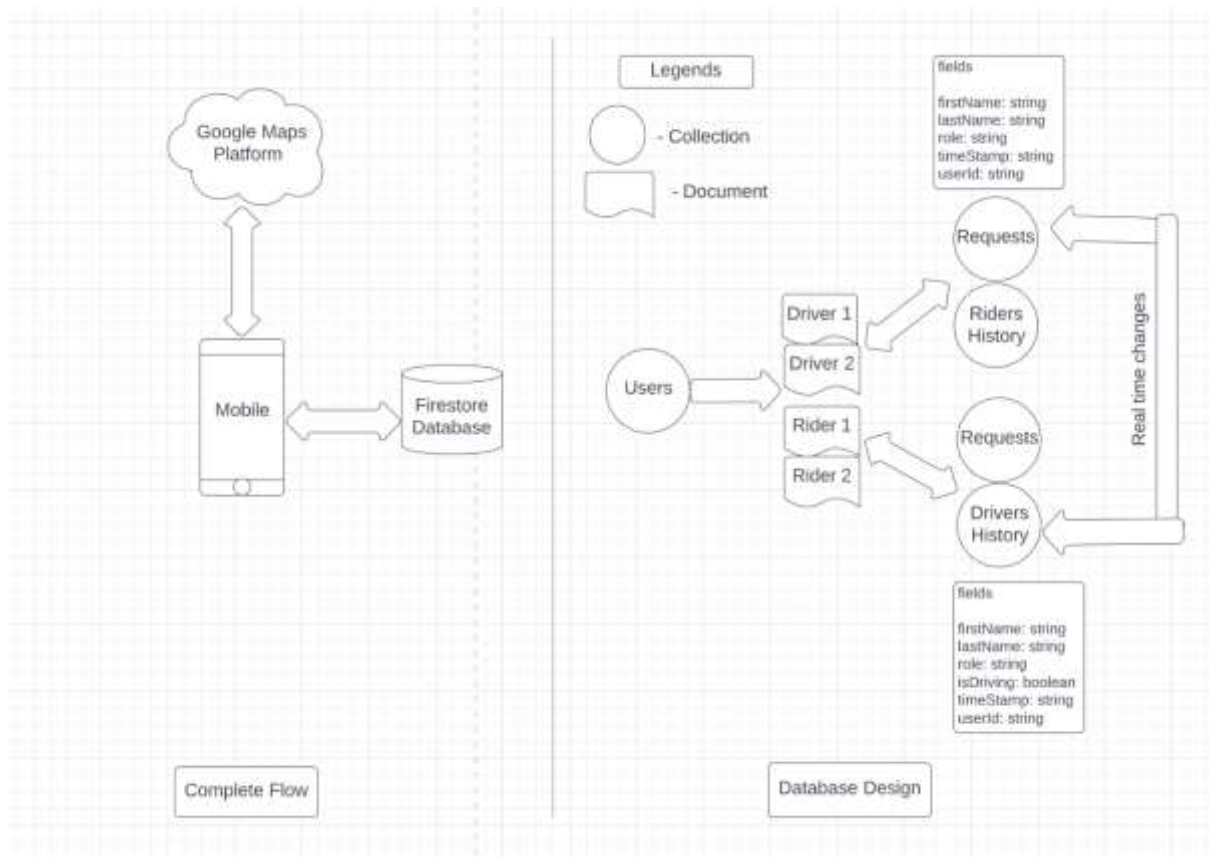 Google Maps
Platform
Mobile
Firestore
Database
Complete Flow
Legends
- Collection
- Document
Users
Driver 1
Driver 2
Rider 1
Rider 2
fields
firstName: string
lastName: string
role: string
timeStamp: string
userId: string
Requests
Riders
History
Requests
Drivers
History
Real time changes
fields
firstName: string
lastName: string
role: string
isDriving: boolean
timeStamp: string
userId: string
Database Design